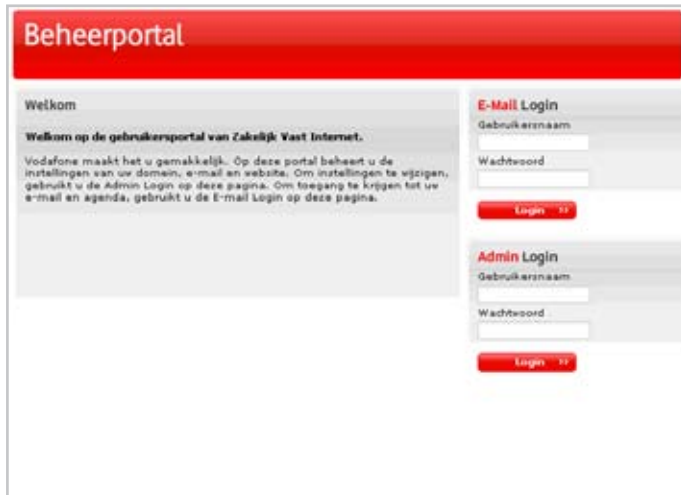 Beheerportal
Welkom
Welkom op de gebruikersportal van Zakelijk Vast Internet.
Vodafone maakt het u gemakkelijk. Op deze portal beheert u de
instellingen van uw domein, e-mail en website. Om instellingen te wijzigen,
gebruikt u de Admin Login op deze pagina. Om toegang te krijgen tot uw
e-mail en agenda, gebruikt u de E-mail Login op deze pagina.
E-Mail Login
Gebruikersnaam
Wachtwoord
Login >>
Admin Login
Gebruikersnaam
Wachtwoord
Login >>